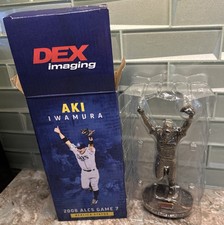 DEX
imaging
AKI
IWAMURA
2008 ALCS GAME 7